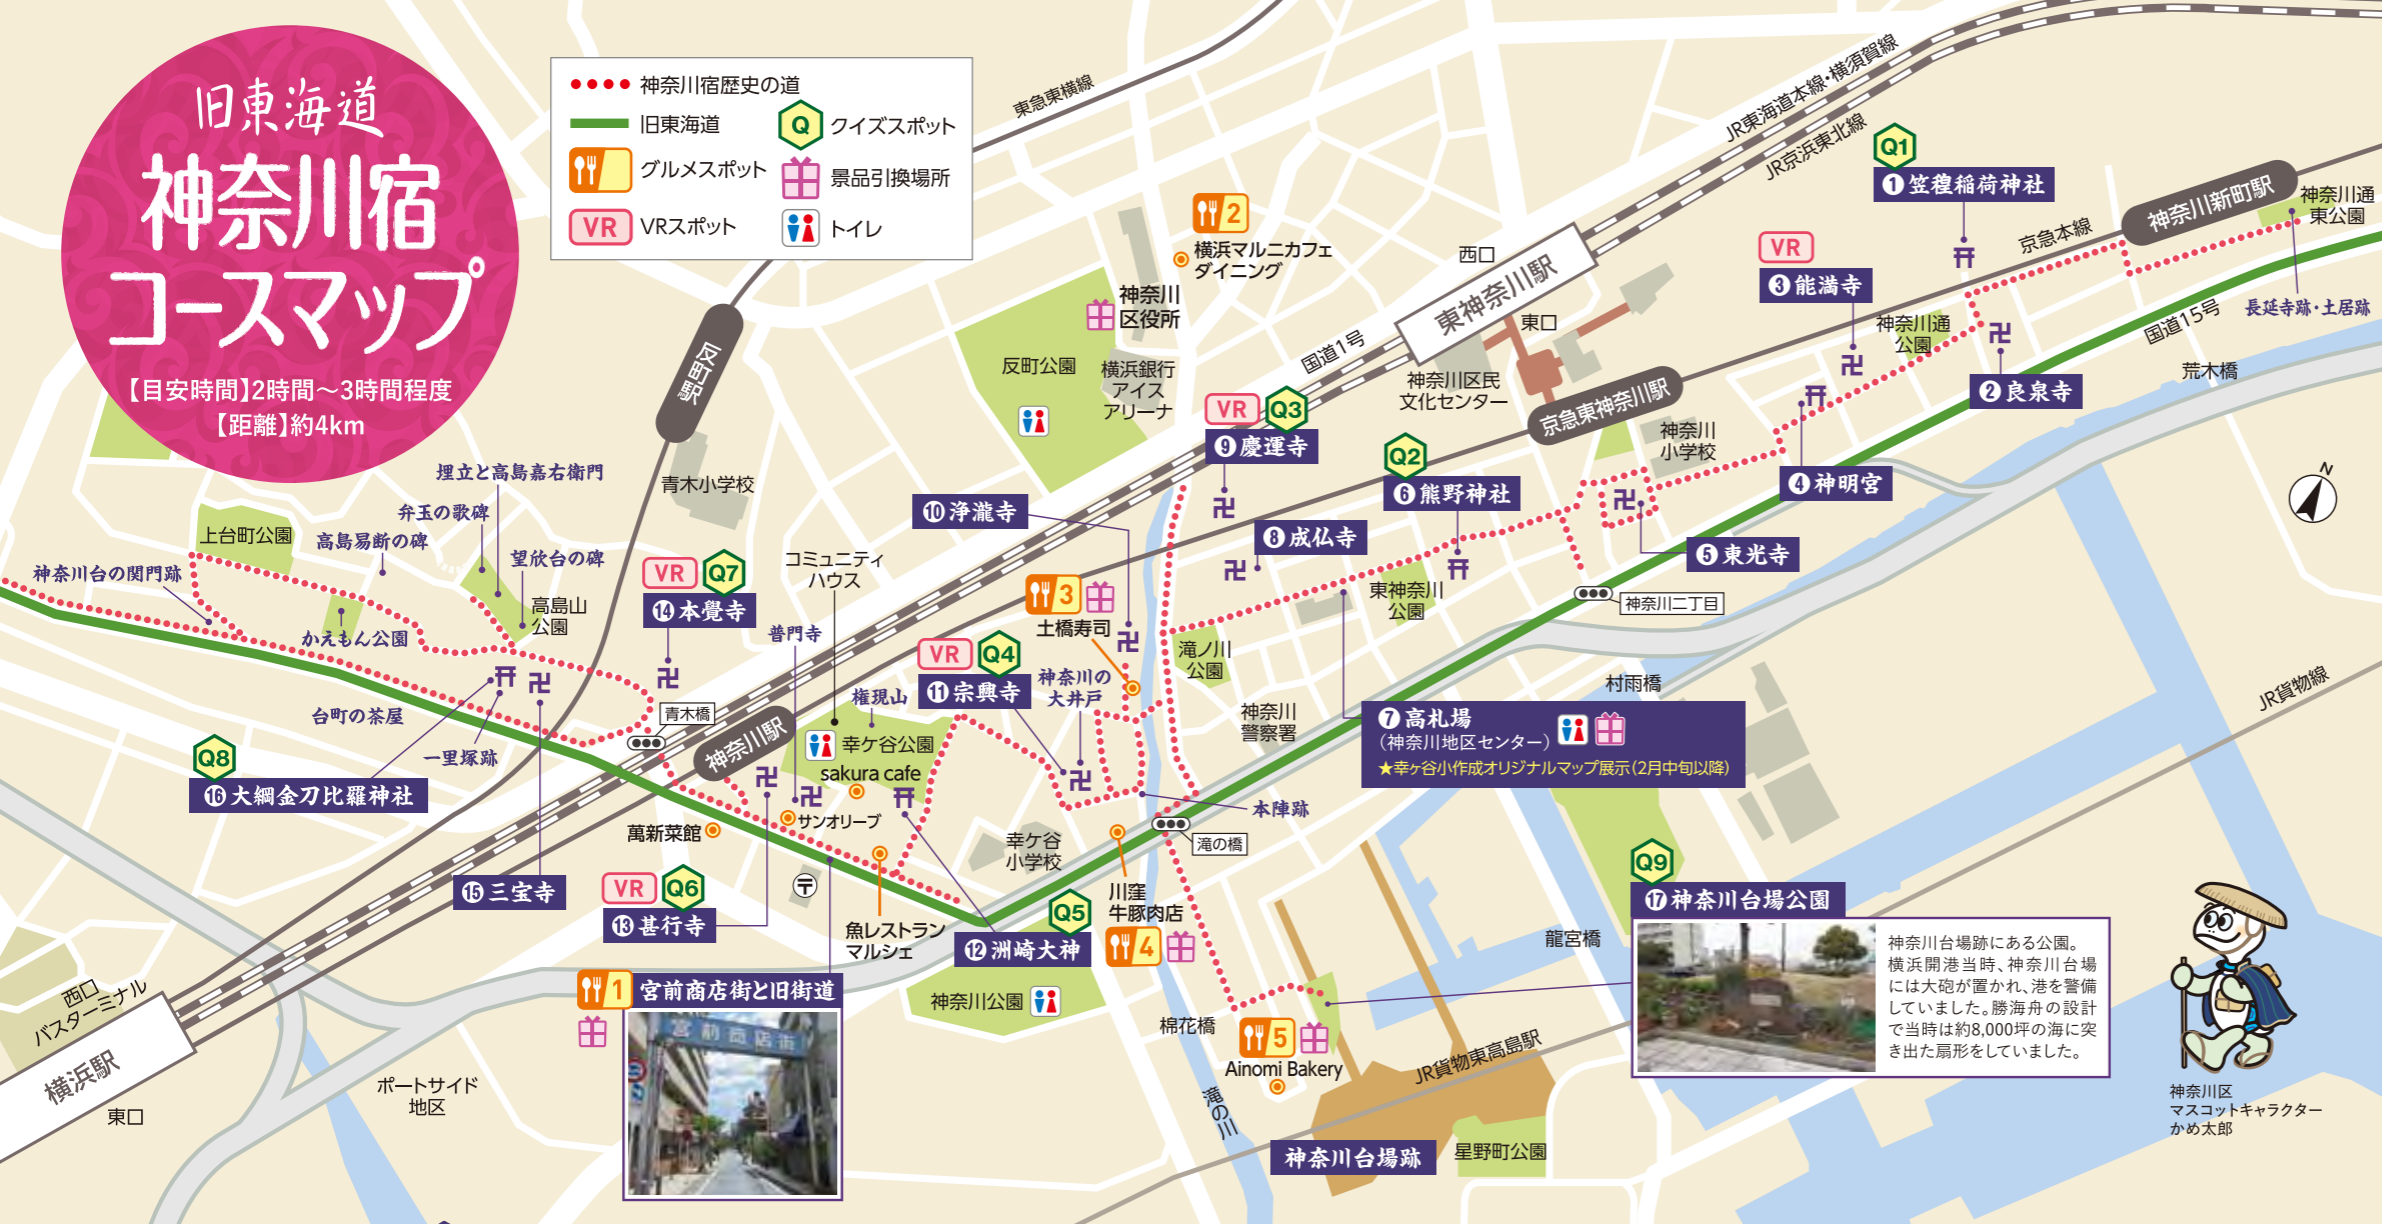 旧東海道
神奈川宿
コースマップ
【目安時間】2時間～3時間程度
【距離】約4km
神奈川宿歴史の道
旧東海道
グルメスポット
VR
VRスポット
Q
クイズスポット
景品引換場所
トイレ
東急東横線
JR東海道本線・横須賀線
JR京浜東北線
Q1
❶笠䅣稲荷神社
神奈川新町駅
神奈川通
東公園
京急本線
長延寺跡・土居跡
国道15号
荒木橋
VR
❸能満寺
神奈川通
公園
❷良泉寺
❹神明宮
2
横浜マルニカフェ
ダイニング
神奈川
区役所
西口
東神奈川駅
東口
国道1号
反町公園
横浜銀行
アイス
アリーナ
神奈川区民
文化センター
京急東神奈川駅
神奈川
小学校
反町駅
青木小学校
VR
Q3
❾慶運寺
Q2
❻熊野神社
❿浄瀧寺
❽成仏寺
❺東光寺
神奈川二丁目
東神奈川
公園
埋立と高島嘉右衛門
弁玉の歌碑
上台町公園
高島易断の碑
望欣台の碑
神奈川台の関門跡
高島山
公園
かえもん公園
VR
Q7
⓮本覺寺
コミュニティ
ハウス
普門寺
3
土橋寿司
VR
Q4
⓫宗興寺
神奈川の
大井戸
滝ノ川
公園
権現山
台町の茶屋
青木橋
神奈川駅
幸ケ谷公園
sakura cafe
サンオリーブ
一里塚跡
Q8
⓰大綱金刀比羅神社
萬新菜館
神奈川
警察署
村雨橋
❼高札場
（神奈川地区センター）
★幸ヶ谷小作成オリジナルマップ展示（2月中旬以降）
JR貨物線
本陣跡
滝の橋
幸ケ谷
小学校
⓯三宝寺
VR
Q6
⓭甚行寺
〒
魚レストラン
マルシェ
Q5
⓬洲崎大神
川窪
牛豚肉店
4
1
宮前商店街と旧街道
宮前商店街
神奈川公園
龍宮橋
Q9
⓱神奈川台場公園
神奈川台場跡にある公園。
横浜開港当時、神奈川台場
には大砲が置かれ、港を警備
していました。勝海舟の設計
で当時は約8,000坪の海に突
き出た扇形をしていました。
西口
バスターミナル
横浜駅
東口
ポートサイド
地区
棉花橋
5
Ainomi Bakery
JR貨物東高島駅
滝の川
神奈川台場跡
星野町公園
N
神奈川区
マスコットキャラクター
かめ太郎